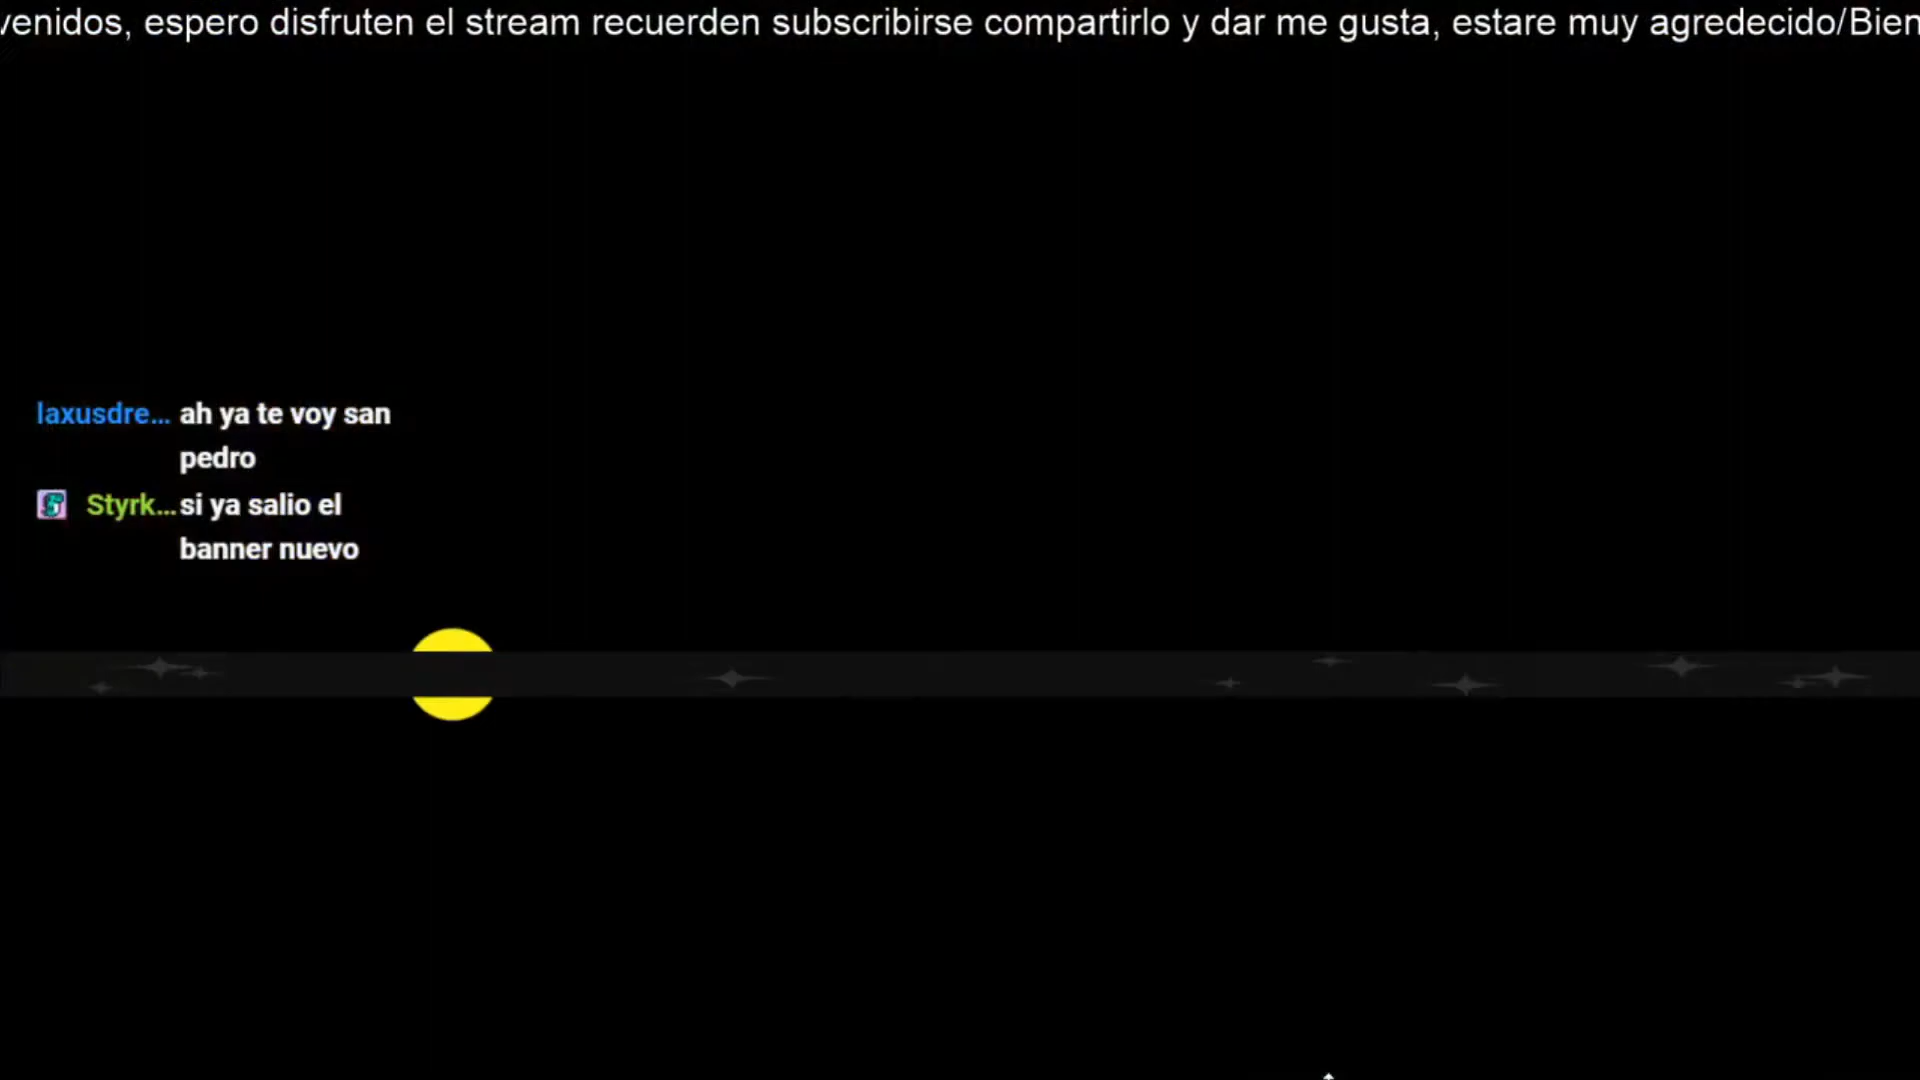 venidos, espero disfruten el stream recuerden subscribirse compartirlo y dar me gusta, estare muy agredecido/Bien
laxusdre... ah ya te voy san
pedro
Styrk... si ya salio el
banner nuevo